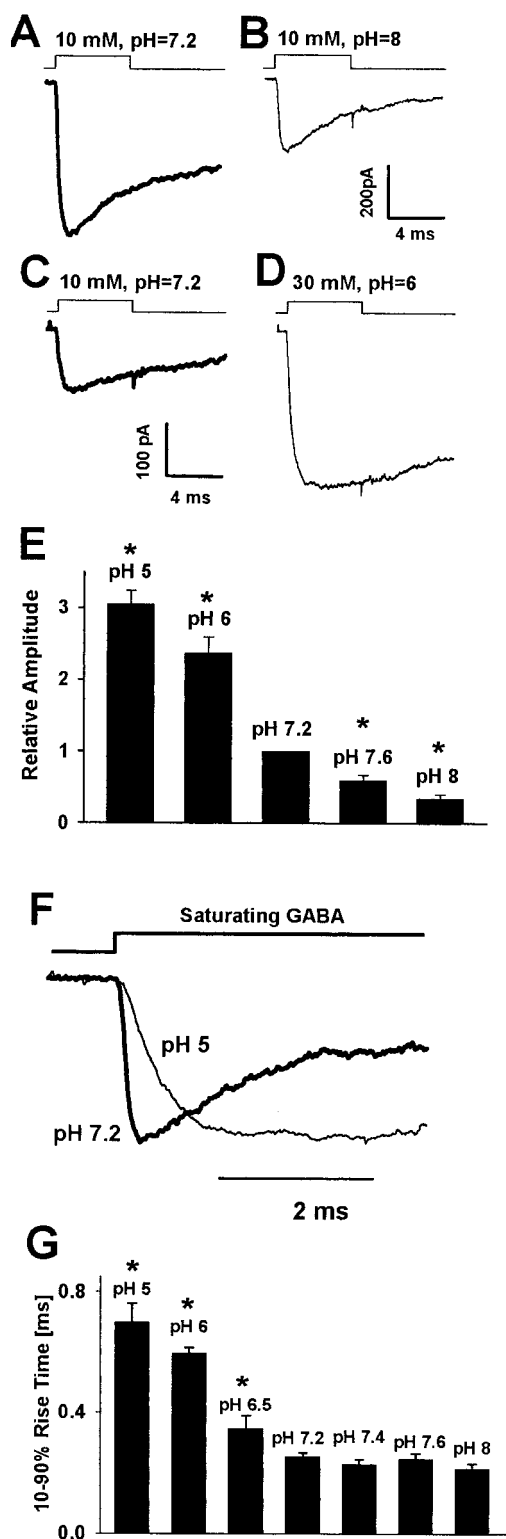 A
10 mM, pH=7.2
B
10 mM, pH=8
200pA
4 ms
C
10 mM, pH=7.2
D
30 mM, pH=6
100 pA
4 ms
E
Relative Amplitude
3
2
1
0
* pH 5
* pH 6
pH 7.2
* pH 7.6
* pH 8
F
Saturating GABA
pH 5
pH 7.2
2 ms
G
10-90% Rise Time [ms]
0.8
0.4
0.0
* pH 5
* pH 6
* pH 6.5
pH 7.2
pH 7.4
pH 7.6
pH 8